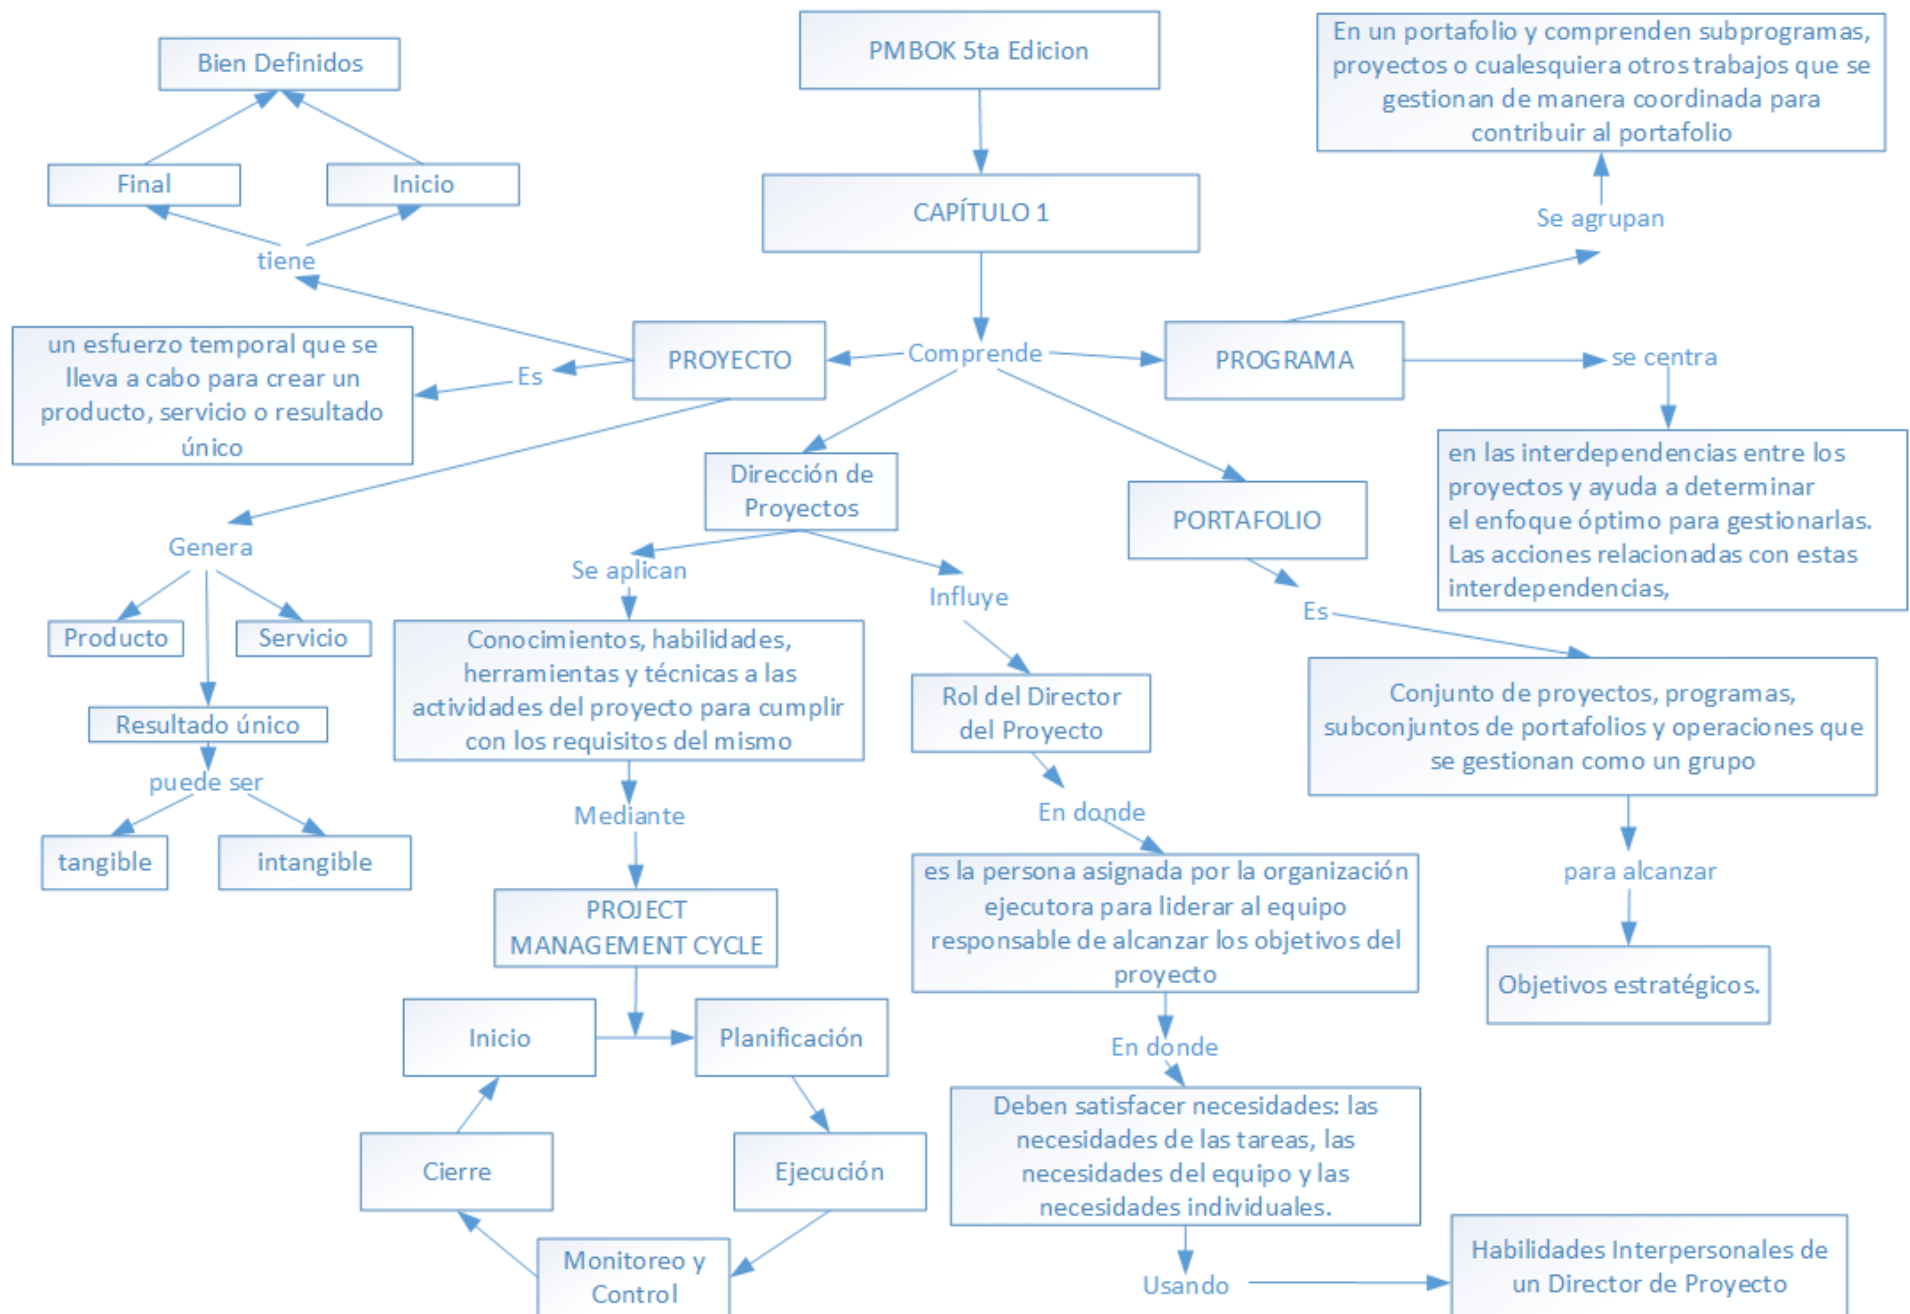 PMBOK 5ta Edicion
CAPÍTULO 1
Comprende
Bien Definidos
Final
Inicio
tiene
PROYECTO
Es
un esfuerzo temporal que se
lleva a cabo para crear un
producto, servicio o resultado
único
Genera
Producto
Servicio
Resultado único
puede ser
tangible
intangible
Dirección de
Proyectos
Se aplican
Conocimientos, habilidades,
herramientas y técnicas a las
actividades del proyecto para cumplir
con los requisitos del mismo
Mediante
PROJECT
MANAGEMENT CYCLE
Inicio
Planificación
Ejecución
Monitoreo y
Control
Cierre
Influye
Rol del Director
del Proyecto
En donde
es la persona asignada por la organización
ejecutora para liderar al equipo
responsable de alcanzar los objetivos del
proyecto
En donde
Deben satisfacer necesidades: las
necesidades de las tareas, las
necesidades del equipo y las
necesidades individuales.
Usando
Habilidades Interpersonales de
un Director de Proyecto
PORTAFOLIO
Es
Conjunto de proyectos, programas,
subconjuntos de portafolios y operaciones que
se gestionan como un grupo
para alcanzar
Objetivos estratégicos.
PROGRAMA
Se agrupan
En un portafolio y comprenden subprogramas,
proyectos o cualesquiera otros trabajos que se
gestionan de manera coordinada para
contribuir al portafolio
se centra
en las interdependencias entre los
proyectos y ayuda a determinar
el enfoque óptimo para gestionarlas.
Las acciones relacionadas con estas
interdependencias,